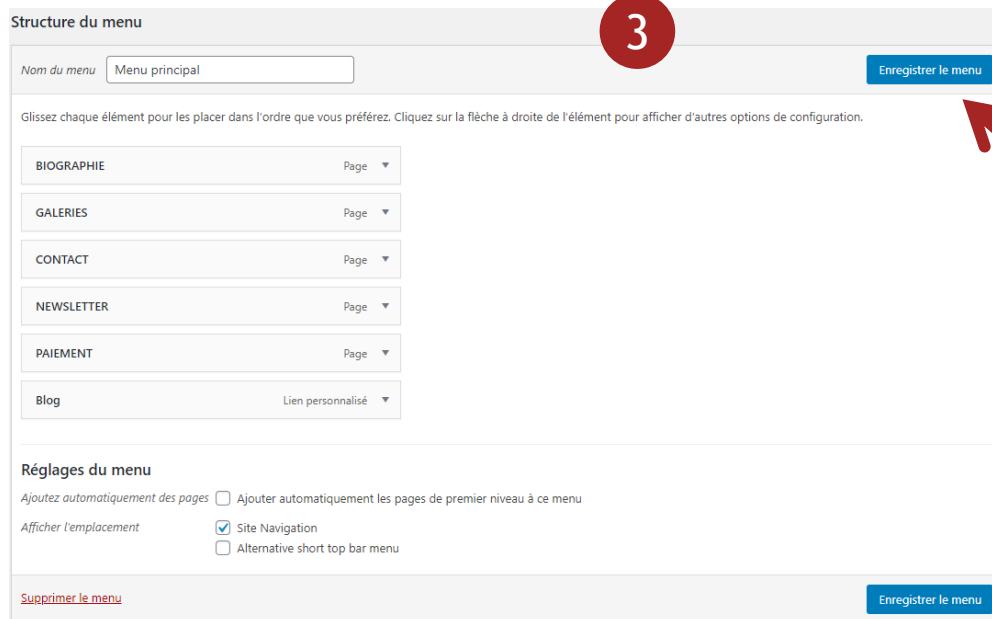 Structure du menu
3
Nom du menu Menu principal Enregistrer le menu
Glissez chaque élément pour les placer dans l'ordre que vous préférez. Cliquez sur la flèche à droite de l'élément pour afficher d'autres options de configuration.
BIOGRAPHIE Page
GALERIES Page
CONTACT Page
NEWSLETTER Page
PAIEMENT Page
Blog Lien personnalisé
Réglages du menu
Ajoutez automatiquement des pages Ajouter automatiquement les pages de premier niveau à ce menu
Afficher l'emplacement Site Navigation
Alternative short top bar menu
Supprimer le menu Enregistrer le menu